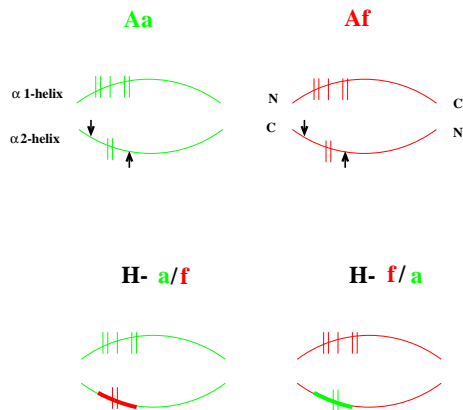 Aa Af
α 1-helix N C
α2-helix C N
H- a/f H- f/a